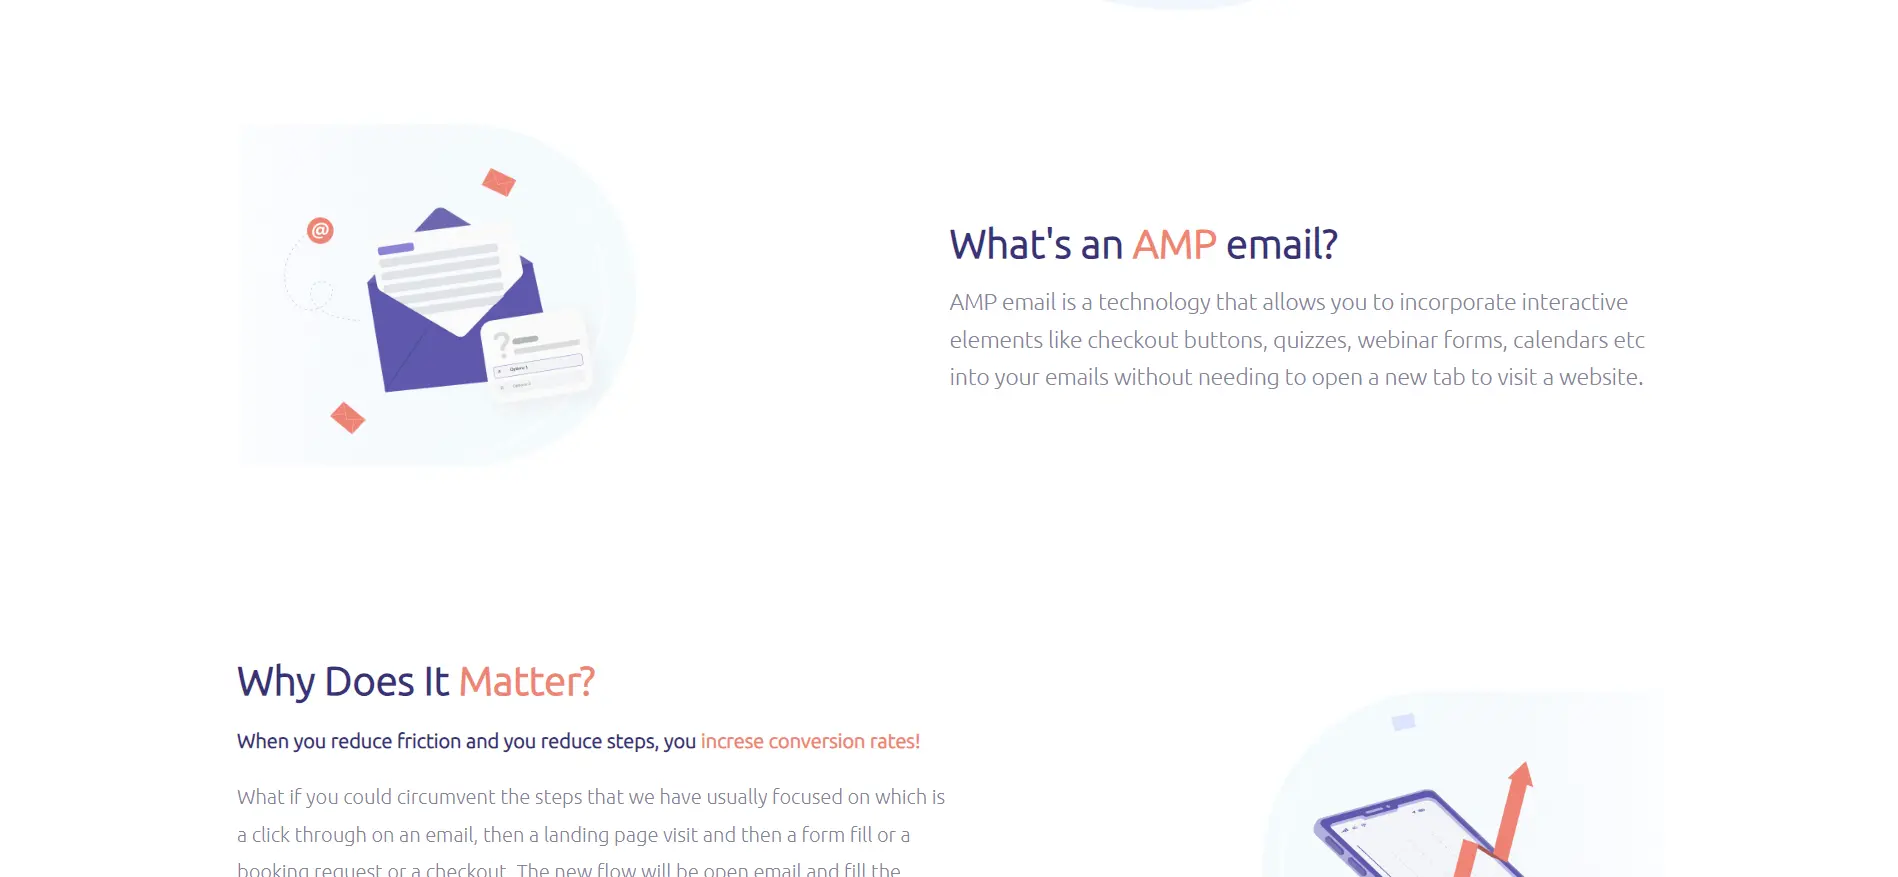 @
Options 1
What's an AMP email?
AMP email is a technology that allows you to incorporate interactive
elements like checkout buttons, quizzes, webinar forms, calendars etc
into your emails without needing to open a new tab to visit a website.
Why Does It Matter?
When you reduce friction and you reduce steps, you increse conversion rates!
What if you could circumvent the steps that we have usually focused on which is
a click through on an email, then a landing page visit and then a form fill or a
booking request or a checkout. The new flow will be open email and fill the